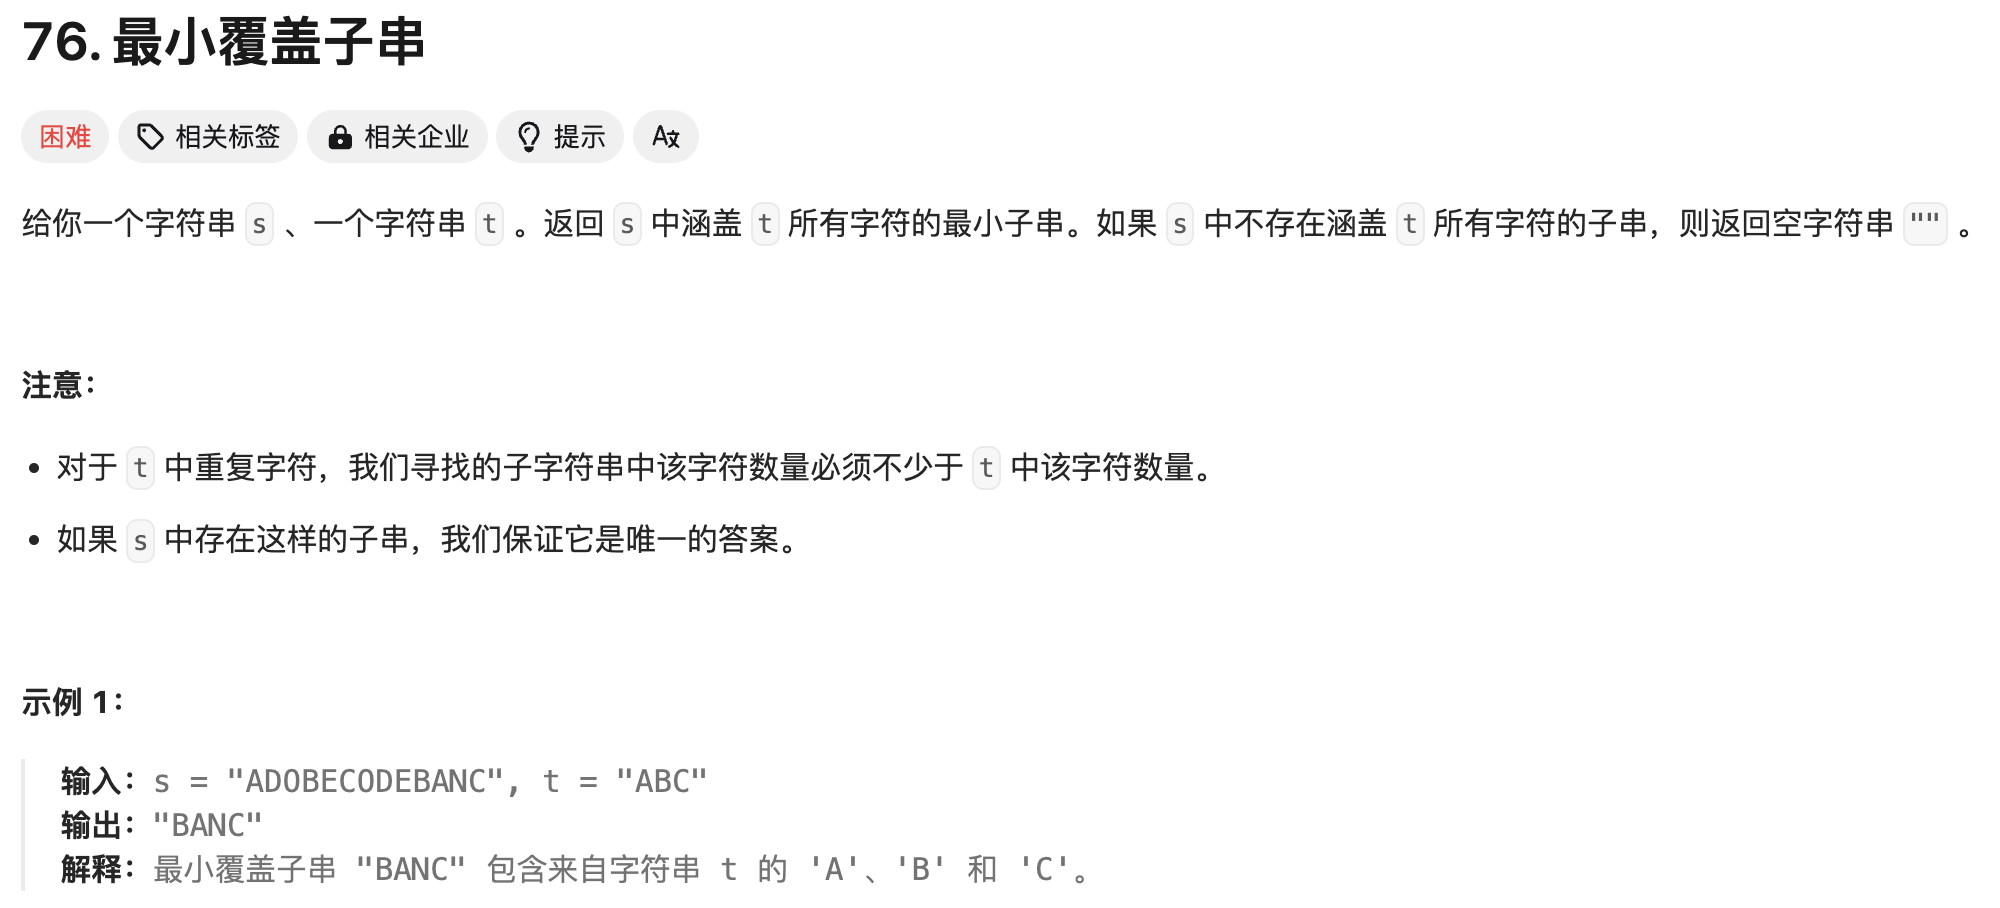 76. 最小覆盖子串
困难 相关标签 相关企业 提示 A文
给你一个字符串 s 、一个字符串 t 。返回 s 中涵盖 t 所有字符的最小子串。如果 s 中不存在涵盖 t 所有字符的子串，则返回空字符串 "" 。
注意：
• 对于 t 中重复字符，我们寻找的子字符串中该字符数量必须不少于 t 中该字符数量。
• 如果 s 中存在这样的子串，我们保证它是唯一的答案。
示例 1：
输入：s = "ADOBECODEBANC", t = "ABC"
输出："BANC"
解释：最小覆盖子串 "BANC" 包含来自字符串 t 的 'A'、'B' 和 'C'。